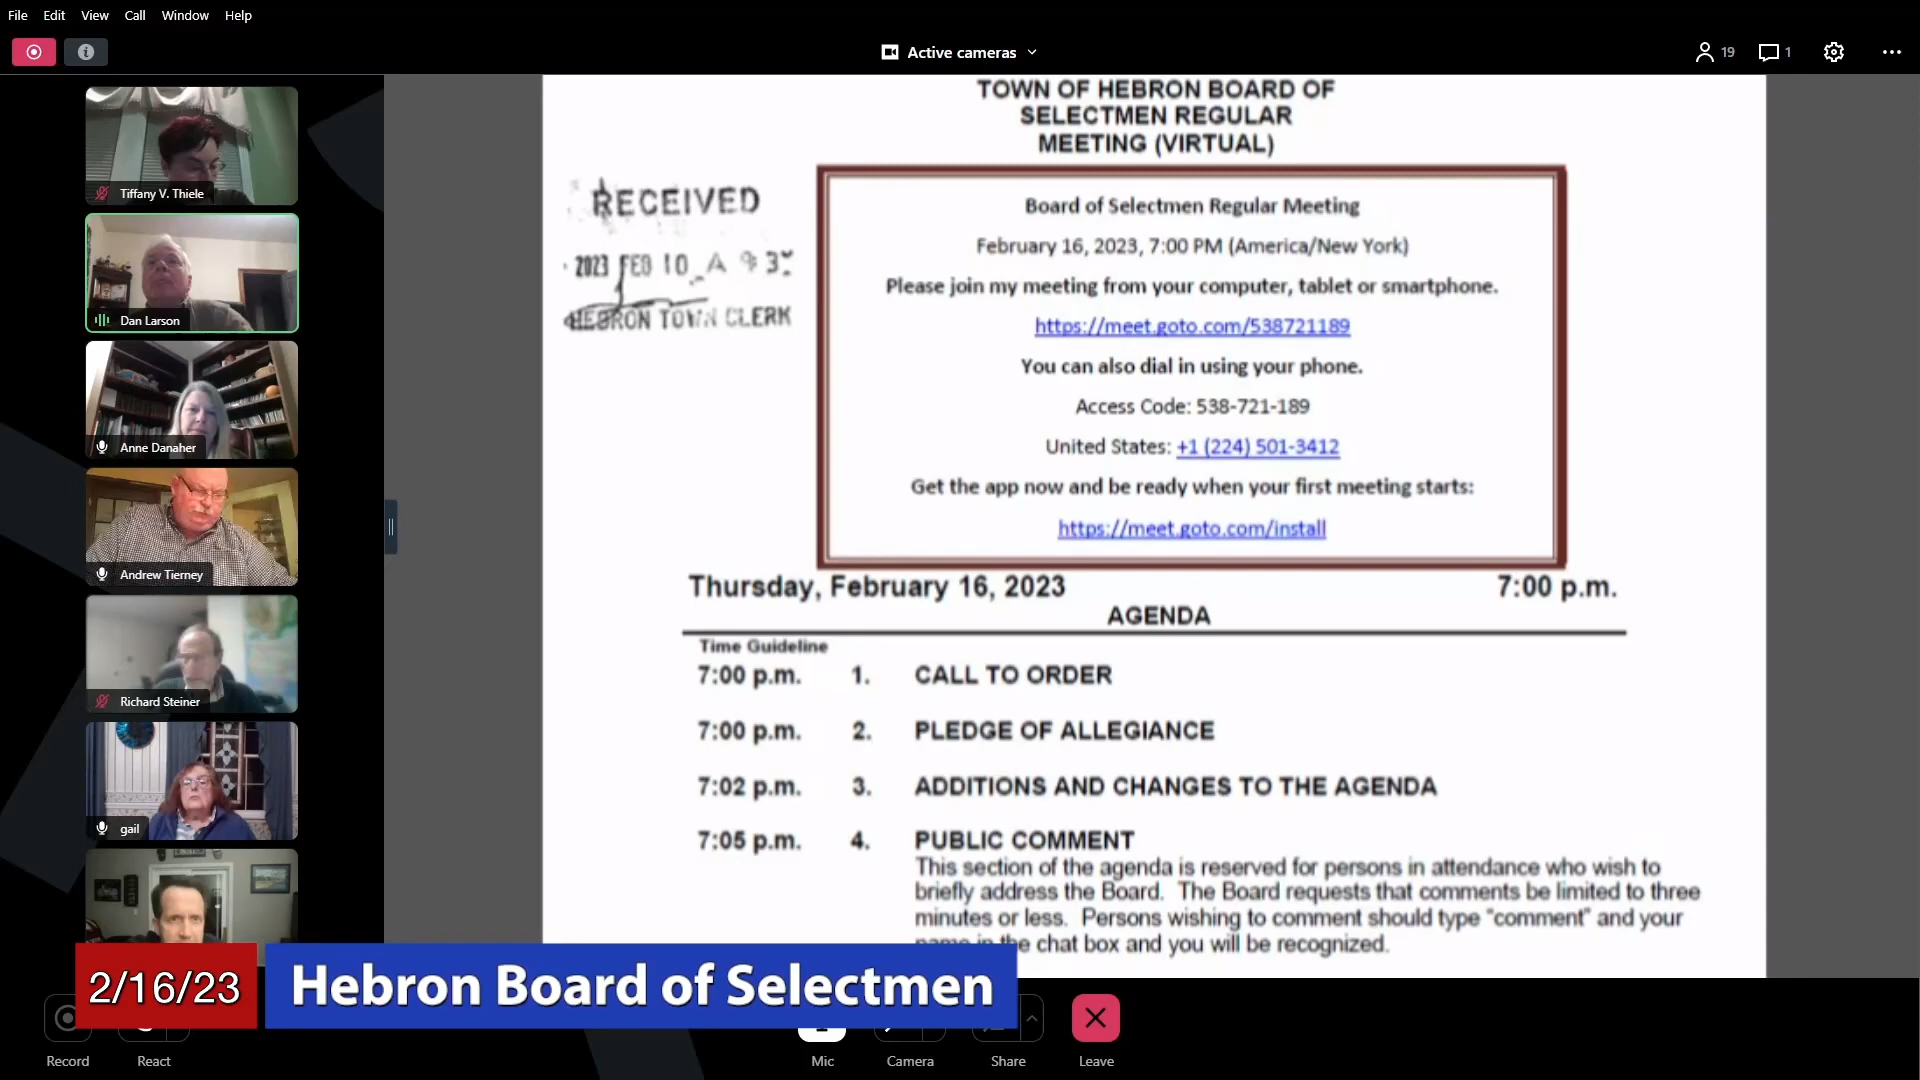 File Edit View Call Window Help
Active cameras
19
1
Tiffany V. Thiele
Dan Larson
Anne Danaher
Andrew Tierney
Richard Steiner
gail
TOWN OF HEBRON BOARD OF
SELECTMEN REGULAR
MEETING (VIRTUAL)
RECEIVED
2023 FEB 10 A 9
HEBRON TOWN CLERK
Board of Selectmen Regular Meeting
February 16, 2023, 7:00 PM (America/New York)
Please join my meeting from your computer, tablet or smartphone.
https://meet.goto.com/538721189
You can also dial in using your phone.
Access Code: 538-721-189
United States: +1 (224) 501-3412
Get the app now and be ready when your first meeting starts:
https://meet.goto.com/install
Thursday, February 16, 2023 7:00 p.m.
AGENDA
Time Guideline
7:00 p.m. 1. CALL TO ORDER
7:00 p.m. 2. PLEDGE OF ALLEGIANCE
7:02 p.m. 3. ADDITIONS AND CHANGES TO THE AGENDA
7:05 p.m. 4. PUBLIC COMMENT
This section of the agenda is reserved for persons in attendance who wish to
briefly address the Board. The Board requests that comments be limited to three
minutes or less. Persons wishing to comment should type "comment" and your
name in the chat box and you will be recognized.
2/16/23 Hebron Board of Selectmen
Record React Mic Camera Share Leave